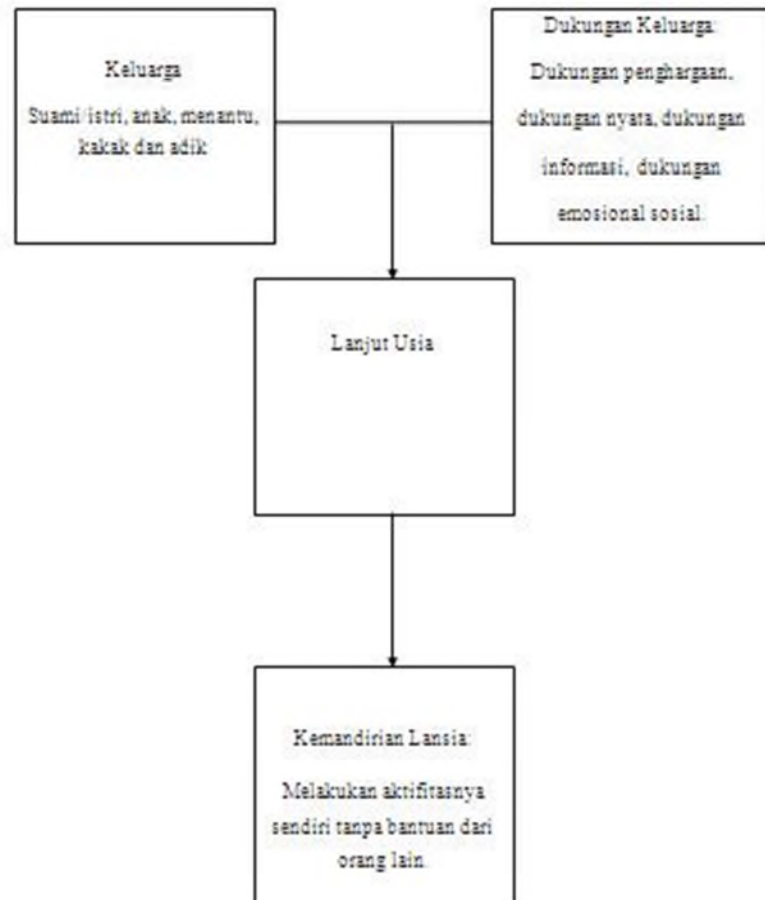 Keluarga
Suami/istri, anak, menantu,
kakak dan adik
Dukungan Keluarga:
Dukungan penghargaan,
dukungan nyata, dukungan
informasi, dukungan
emosional sosial.
Lanjut Usia
Kemandirian Lansia:
Melakukan aktifitasnya
sendiri tanpa bantuan dari
orang lain.